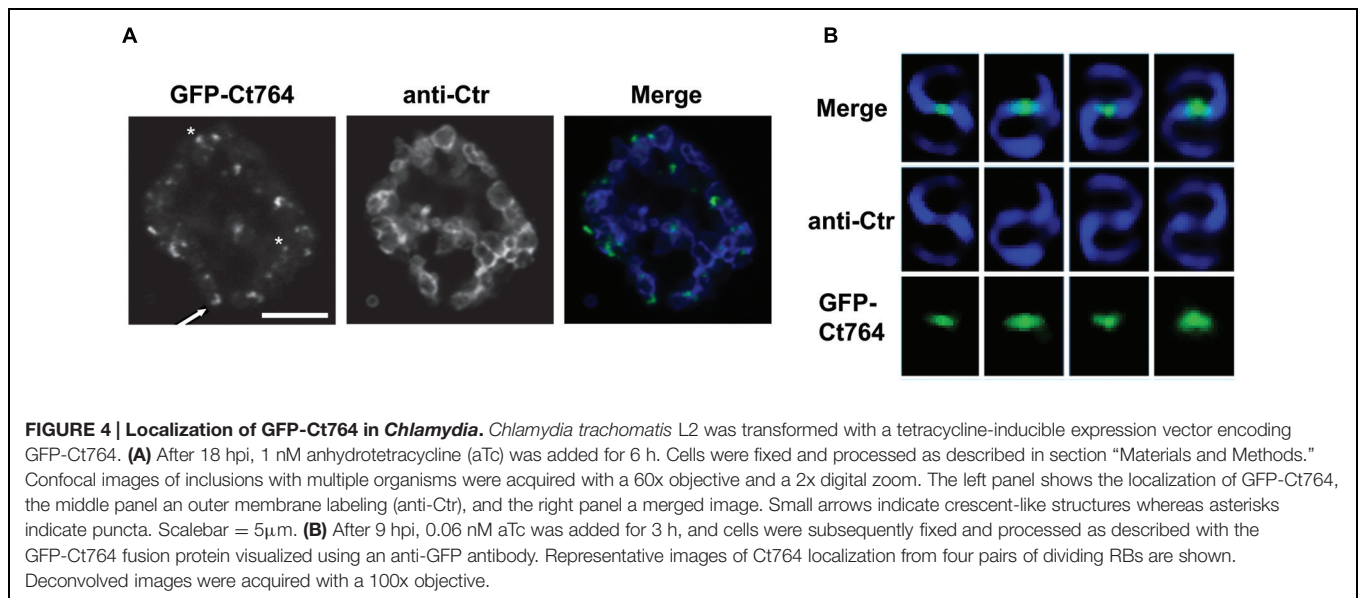 A
B
GFP-Ct764
anti-Ctr
Merge
*
*
Merge
anti-Ctr
GFP-
Ct764
FIGURE 4 | Localization of GFP-Ct764 in Chlamydia. Chlamydia trachomatis L2 was transformed with a tetracycline-inducible expression vector encoding
GFP-Ct764. (A) After 18 hpi, 1 nM anhydrotetracycline (aTc) was added for 6 h. Cells were fixed and processed as described in section “Materials and Methods.”
Confocal images of inclusions with multiple organisms were acquired with a 60x objective and a 2x digital zoom. The left panel shows the localization of GFP-Ct764,
the middle panel an outer membrane labeling (anti-Ctr), and the right panel a merged image. Small arrows indicate crescent-like structures whereas asterisks
indicate puncta. Scalebar = 5μm. (B) After 9 hpi, 0.06 nM aTc was added for 3 h, and cells were subsequently fixed and processed as described with the
GFP-Ct764 fusion protein visualized using an anti-GFP antibody. Representative images of Ct764 localization from four pairs of dividing RBs are shown.
Deconvolved images were acquired with a 100x objective.